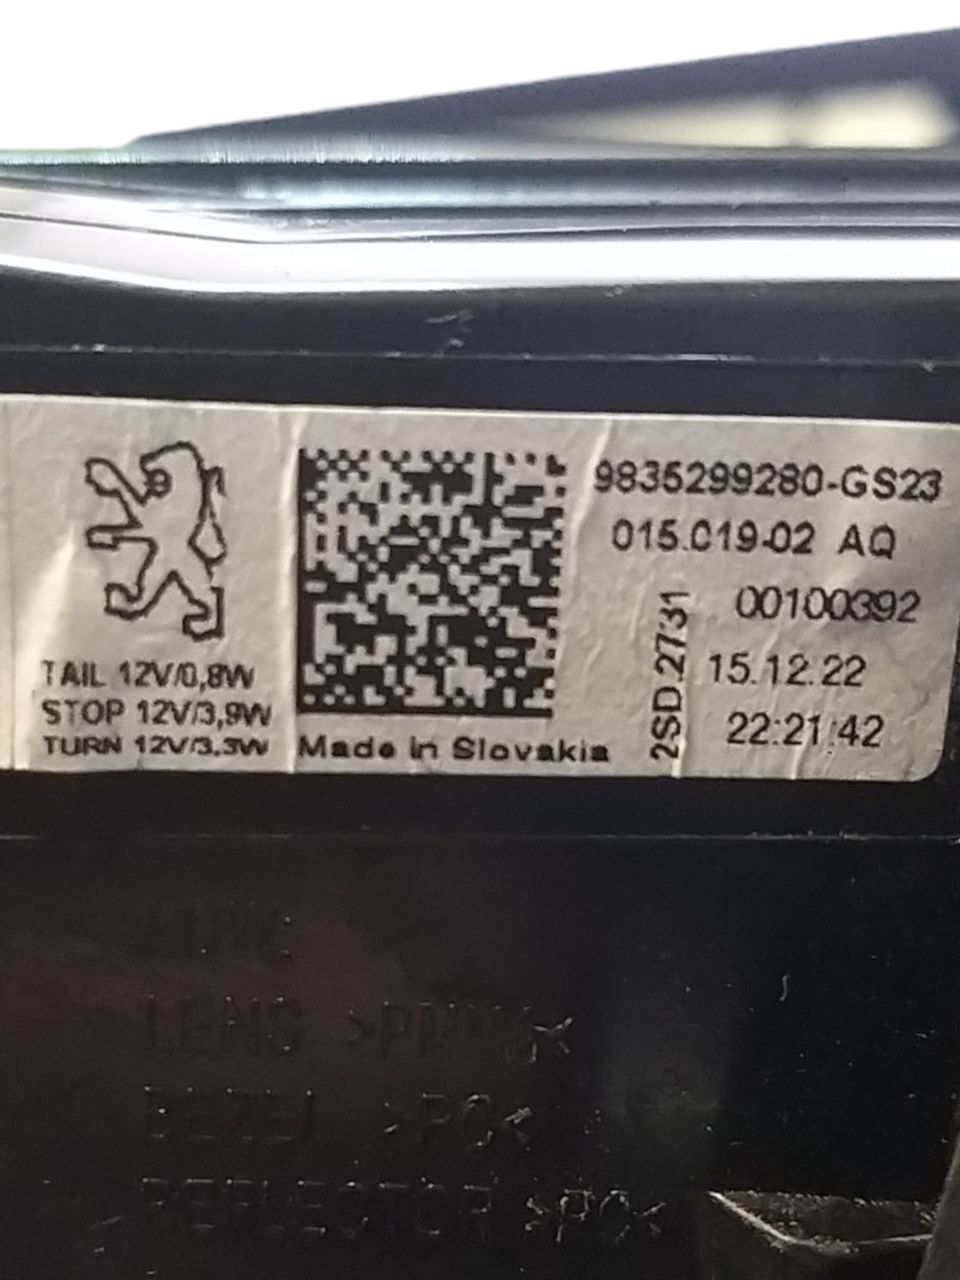 TAIL 12V/0,8W
STOP 12V/3,9W
TURN 12V/3.3W
Made in Slovakia
9835299280-GS23
015.019-02 AQ
2SD.2731
00100392
15.12.22
22:21:42
LENS
BEZEL >PC<
REFLECTOR >PC<